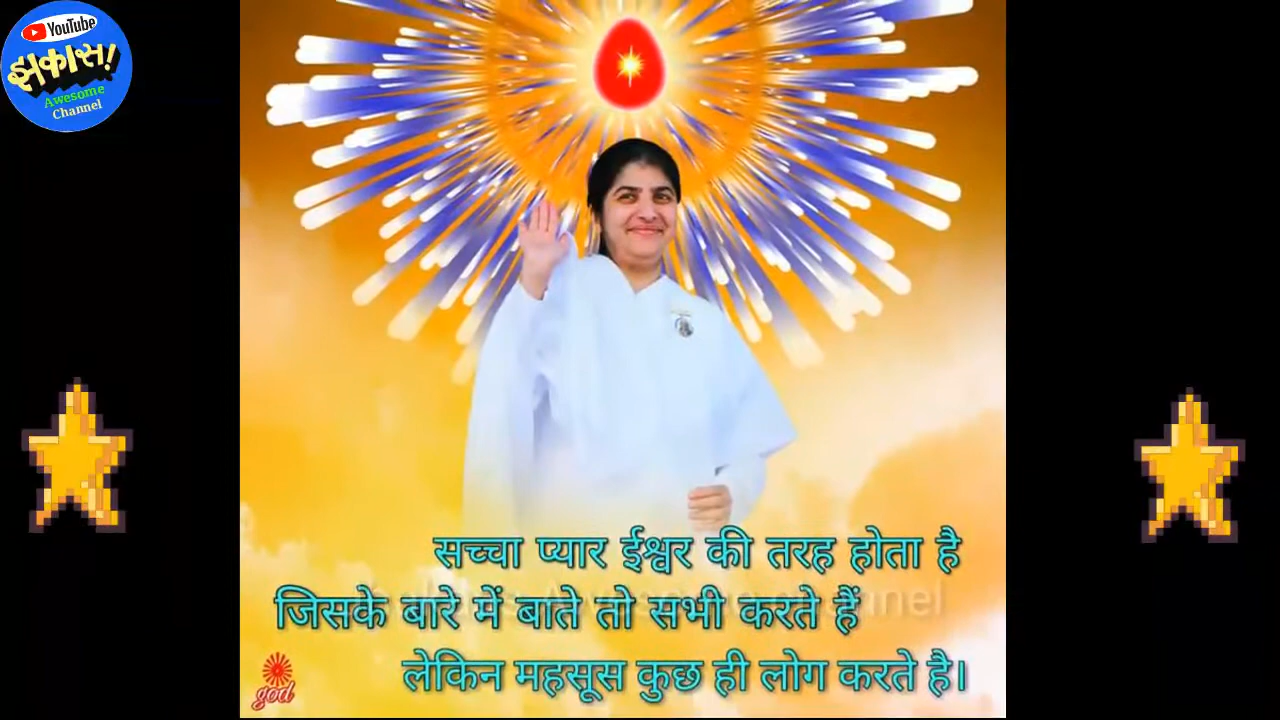 YouTube
झकास!
Awesome
Channel
सच्चा प्यार ईश्वर की तरह होता है
जिसके बारे में बाते तो सभी करते हैं
लेकिन महसूस कुछ ही लोग करते है।
god